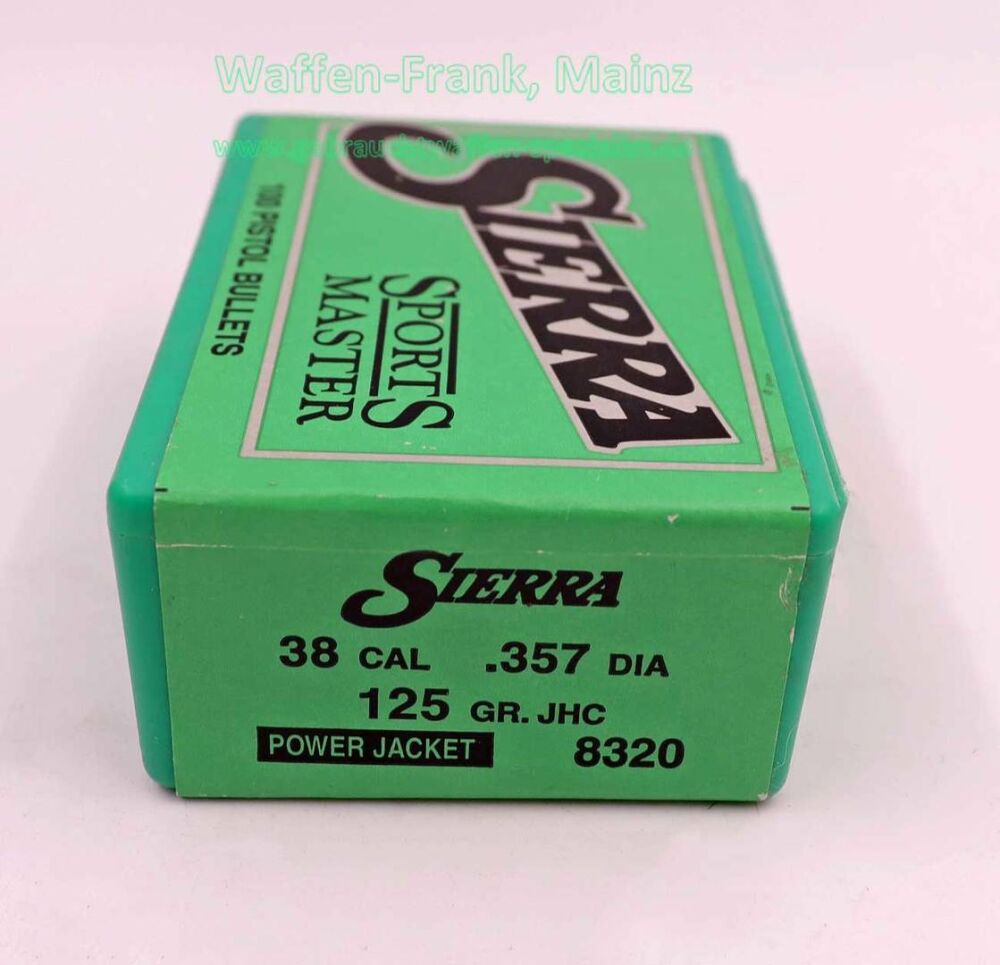 Waffen-Frank, Mainz
SIERRA
SPORTS
MASTER
100 PISTOL BULLETS
SIERRA
38 CAL .357 DIA
125 GR. JHC
POWER JACKET 8320